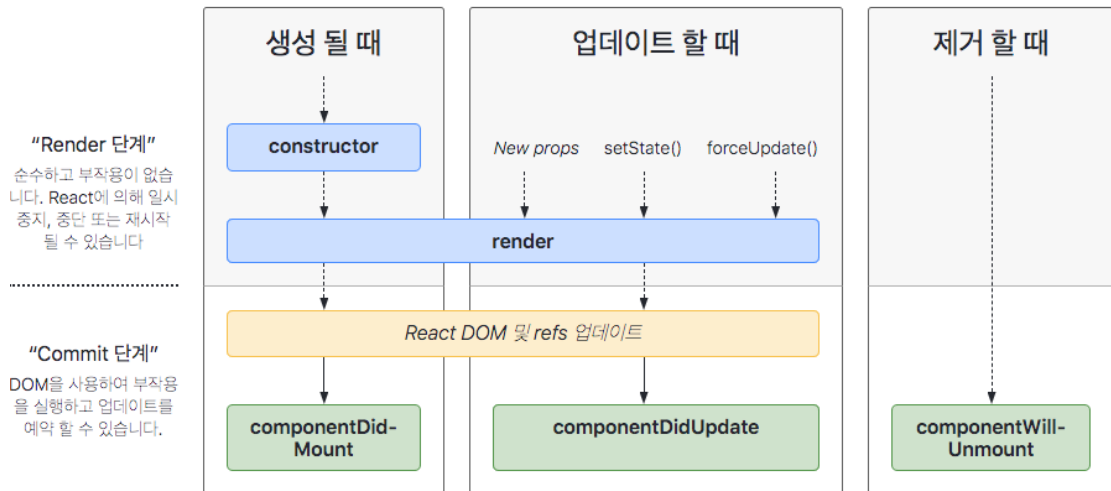 생성 될 때
업데이트 할 때
제거 할 때
“Render 단계”
순수하고 부작용이 없습
니다. React에 의해 일시
중지, 중단 또는 재시작
될 수 있습니다
constructor
New props
setState()
forceUpdate()
render
React DOM 및 refs 업데이트
“Commit 단계”
DOM을 사용하여 부작용
을 실행하고 업데이트를
예약 할 수 있습니다.
componentDid-
Mount
componentDidUpdate
componentWill-
Unmount